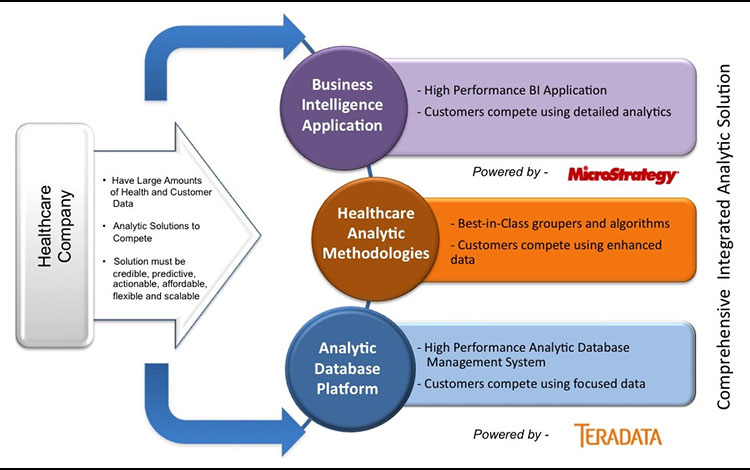 Healthcare
Company
• Have Large Amounts
of Health and Customer
Data
• Analytic Solutions to
Compete
• Solution must be
credible, predictive,
actionable, affordable,
flexible and scalable
Business
Intelligence
Application
- High Performance BI Application
- Customers compete using detailed analytics
Powered by - MicroStrategy
Healthcare
Analytic
Methodologies
- Best-in-Class groupers and algorithms
- Customers compete using enhanced
data
Analytic
Database
Platform
- High Performance Analytic Database
Management System
- Customers compete using focused data
Powered by - TERADATA
Comprehensive Integrated Analytic Solution